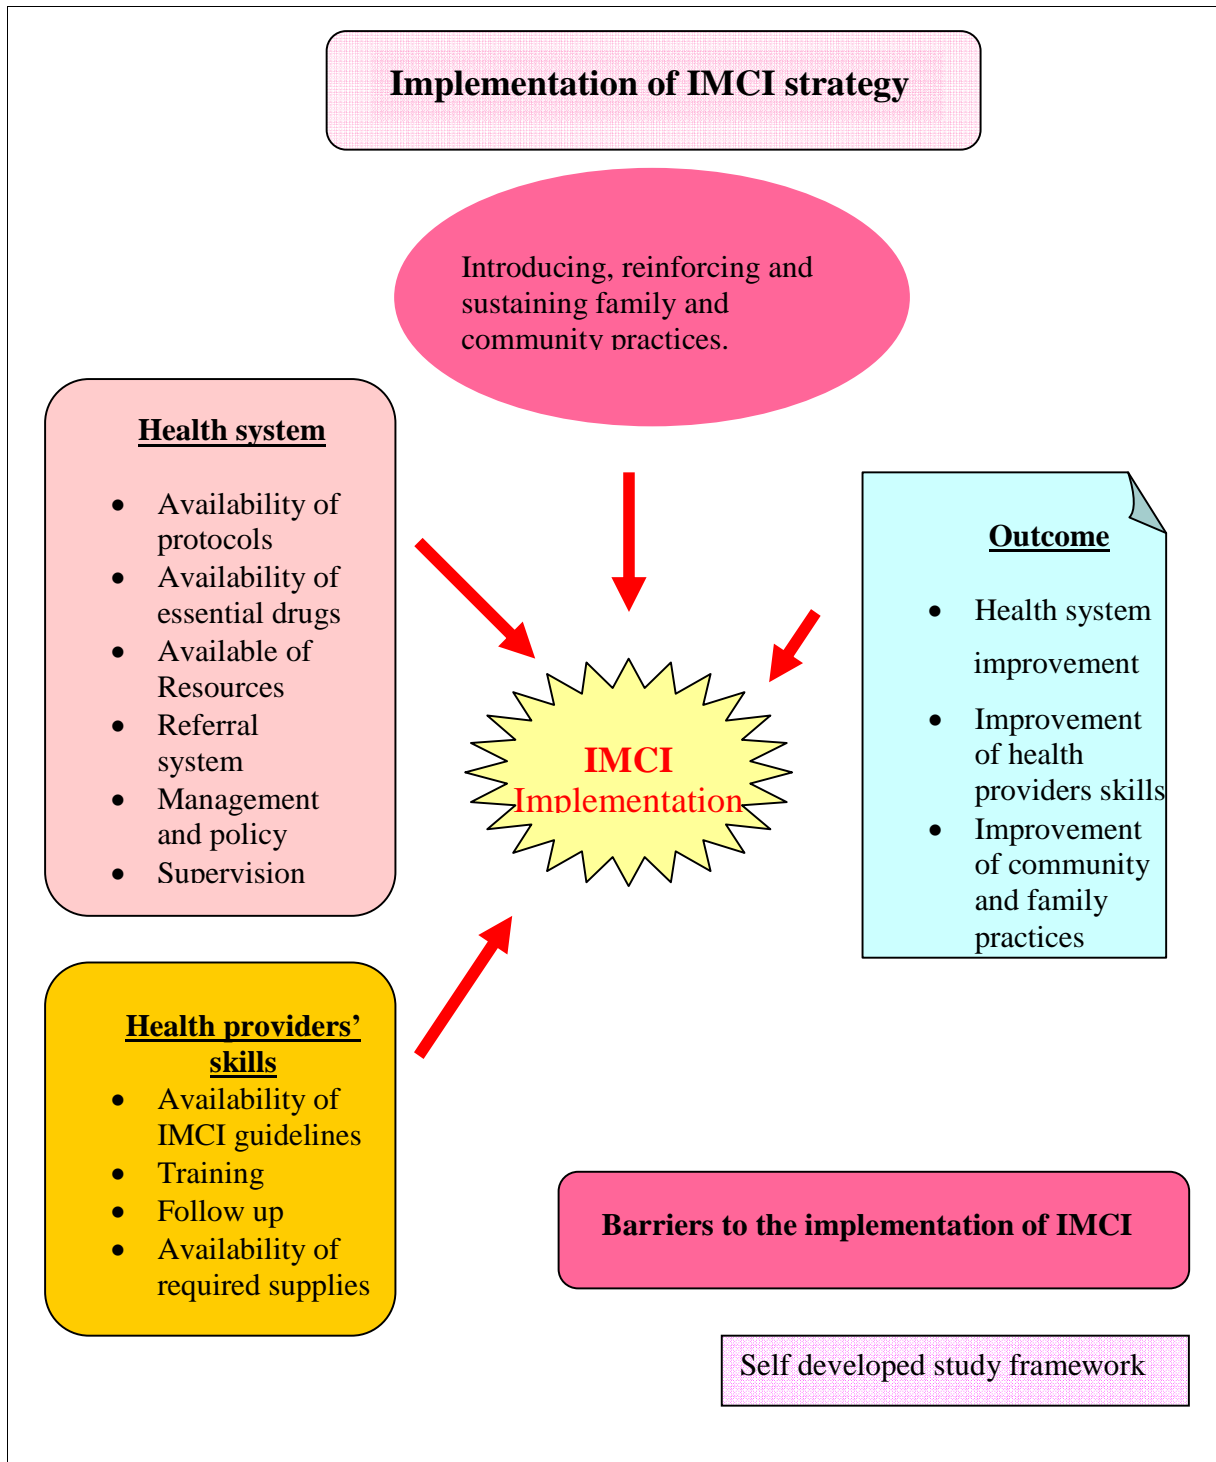 Implementation of IMCI strategy
Introducing, reinforcing and
sustaining family and
community practices.
Health system
• Availability of
protocols
• Availability of
essential drugs
• Available of
Resources
• Referral
system
• Management
and policy
• Supervision
Outcome
• Health system
improvement
• Improvement
of health
providers skills
• Improvement
of community
and family
practices
IMCI
Implementation
Health providers’
skills
• Availability of
IMCI guidelines
• Training
• Follow up
• Availability of
required supplies
Barriers to the implementation of IMCI
Self developed study framework